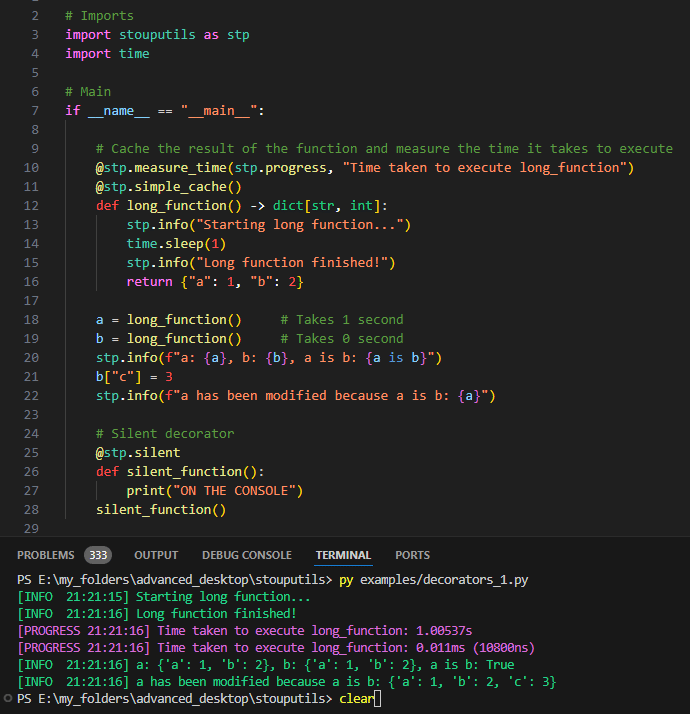 2 # Imports
3 import stouputils as stp
4 import time
5
6 # Main
7 if __name__ == "__main__":
8
9 # Cache the result of the function and measure the time it takes to execute
10 @stp.measure_time(stp.progress, "Time taken to execute long_function")
11 @stp.simple_cache()
12 def long_function() -> dict[str, int]:
13 stp.info("Starting long function...")
14 time.sleep(1)
15 stp.info("Long function finished!")
16 return {"a": 1, "b": 2}
17
18 a = long_function() # Takes 1 second
19 b = long_function() # Takes 0 second
20 stp.info(f"a: {a}, b: {b}, a is b: {a is b}")
21 b["c"] = 3
22 stp.info(f"a has been modified because a is b: {a}")
23
24 # Silent decorator
25 @stp.silent
26 def silent_function():
27 print("ON THE CONSOLE")
28 silent_function()
29
PROBLEMS 333 OUTPUT DEBUG CONSOLE TERMINAL PORTS
PS E:\my_folders\advanced_desktop\stouputils> py examples/decorators_1.py
[INFO 21:21:15] Starting long function...
[INFO 21:21:16] Long function finished!
[PROGRESS 21:21:16] Time taken to execute long_function: 1.00537s
[PROGRESS 21:21:16] Time taken to execute long_function: 0.011ms (10800ns)
[INFO 21:21:16] a: {'a': 1, 'b': 2}, b: {'a': 1, 'b': 2}, a is b: True
[INFO 21:21:16] a has been modified because a is b: {'a': 1, 'b': 2, 'c': 3}
PS E:\my_folders\advanced_desktop\stouputils> clear